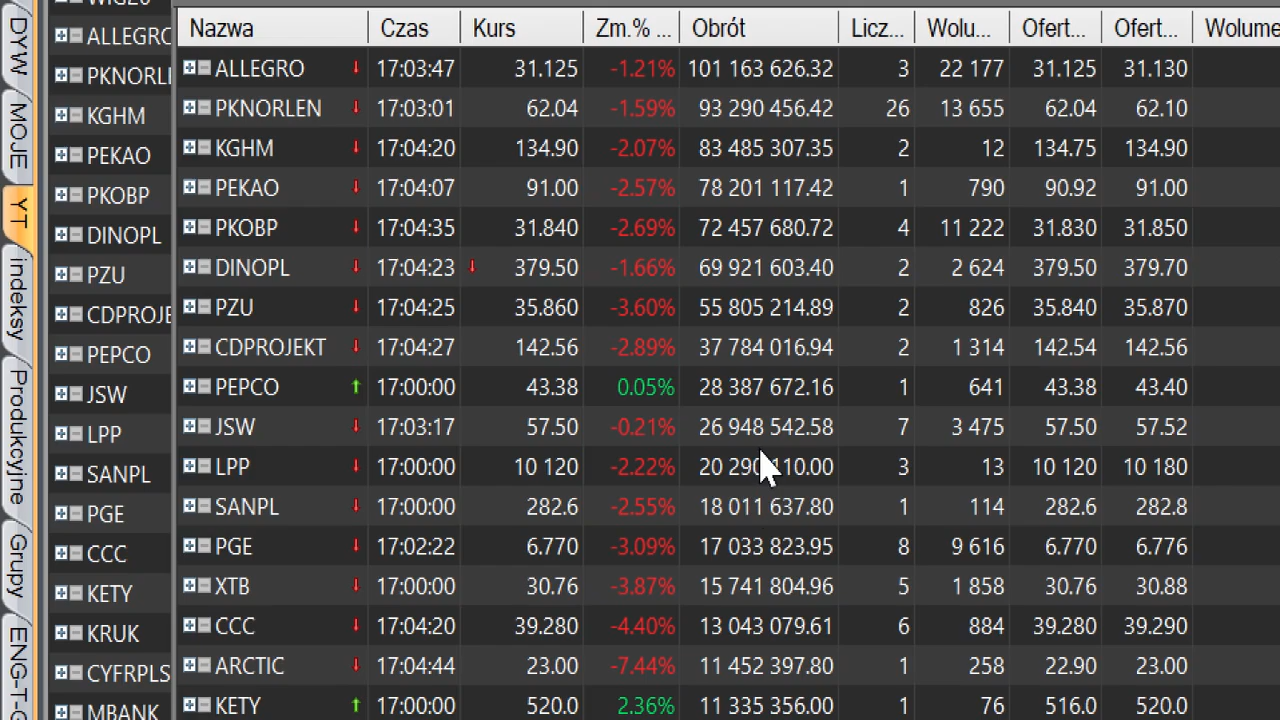 DYW
MOJE
YT
indeksy
Produkcyjne
Grupy
ENG-T-
WIG20
ALLEGRO
PKNORL
KGHM
PEKAO
PKOBP
DINOPL
PZU
CDPROJE
PEPCO
JSW
LPP
SANPL
PGE
CCC
KETY
KRUK
CYFRPLS
MBANK
Nazwa Czas Kurs Zm.% ... Obrót Licz... Wolu... Ofert... Ofert... Wolume
ALLEGRO 17:03:47 31.125 -1.21% 101 163 626.32 3 22 177 31.125 31.130
PKNORLEN 17:03:01 62.04 -1.59% 93 290 456.42 26 13 655 62.04 62.10
KGHM 17:04:20 134.90 -2.07% 83 485 307.35 2 12 134.75 134.90
PEKAO 17:04:07 91.00 -2.57% 78 201 117.42 1 790 90.92 91.00
PKOBP 17:04:35 31.840 -2.69% 72 457 680.72 4 11 222 31.830 31.850
DINOPL 17:04:23 379.50 -1.66% 69 921 603.40 2 2 624 379.50 379.70
PZU 17:04:25 35.860 -3.60% 55 805 214.89 2 826 35.840 35.870
CDPROJEKT 17:04:27 142.56 -2.89% 37 784 016.94 2 1 314 142.54 142.56
PEPCO 17:00:00 43.38 0.05% 28 387 672.16 1 641 43.38 43.40
JSW 17:03:17 57.50 -0.21% 26 948 542.58 7 3 475 57.50 57.52
LPP 17:00:00 10 120 -2.22% 20 290 110.00 3 13 10 120 10 180
SANPL 17:00:00 282.6 -2.55% 18 011 637.80 1 114 282.6 282.8
PGE 17:02:22 6.770 -3.09% 17 033 823.95 8 9 616 6.770 6.776
XTB 17:00:00 30.76 -3.87% 15 741 804.96 5 1 858 30.76 30.88
CCC 17:04:20 39.280 -4.40% 13 043 079.61 6 884 39.280 39.290
ARCTIC 17:04:44 23.00 -7.44% 11 452 397.80 1 258 22.90 23.00
KETY 17:00:00 520.0 2.36% 11 335 356.00 1 76 516.0 520.0